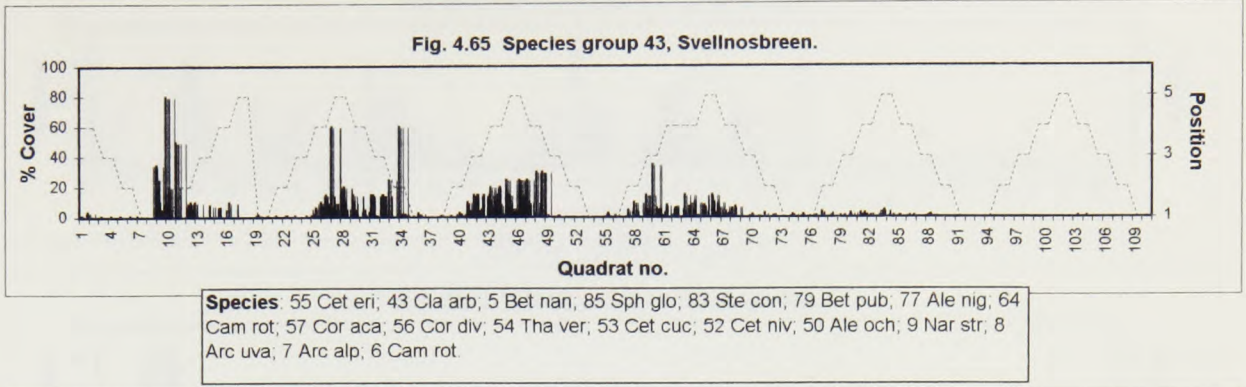 Fig. 4.65 Species group 43, Svellnosbreen.
100
80
60
40
20
0
% Cover
5
3
1
Position
1 4 7 10 13 16 19 22 25 28 31 34 37 40 43 46 49 52 55 58 61 64 67 70 73 76 79 82 85 88 91 94 97 100 103 106 109
Quadrat no.
Species: 55 Cet eri; 43 Cla arb; 5 Bet nan; 85 Sph glo; 83 Ste con; 79 Bet pub; 77 Ale nig; 64
Cam rot; 57 Cor aca; 56 Cor div; 54 Tha ver; 53 Cet cuc; 52 Cet niv; 50 Ale och; 9 Nar str; 8
Arc uva; 7 Arc alp; 6 Cam rot.